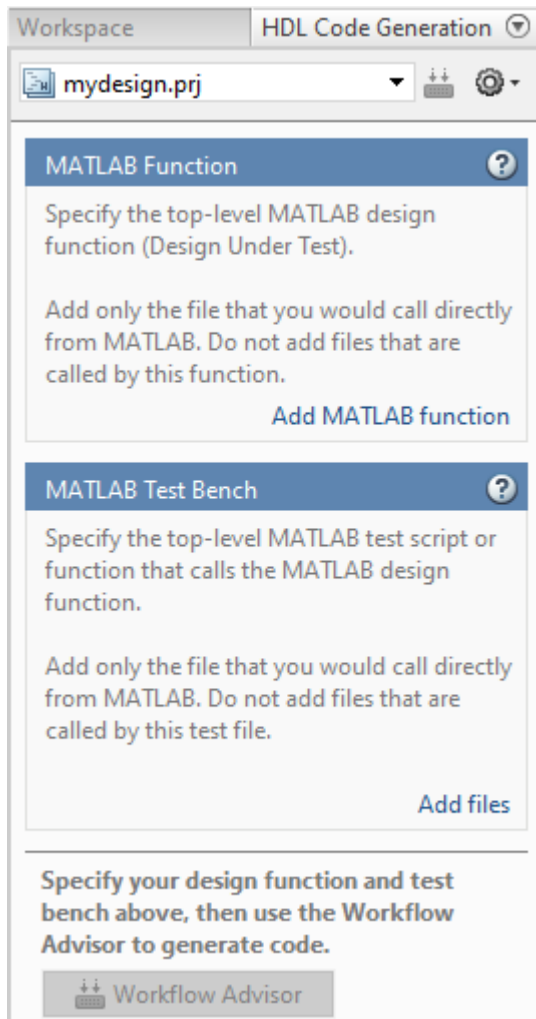 Workspace
HDL Code Generation
mydesign.prj
MATLAB Function
Specify the top-level MATLAB design
function (Design Under Test).
Add only the file that you would call directly
from MATLAB. Do not add files that are
called by this function.
Add MATLAB function
MATLAB Test Bench
Specify the top-level MATLAB test script or
function that calls the MATLAB design
function.
Add only the file that you would call directly
from MATLAB. Do not add files that are
called by this test file.
Add files
Specify your design function and test
bench above, then use the Workflow
Advisor to generate code.
Workflow Advisor